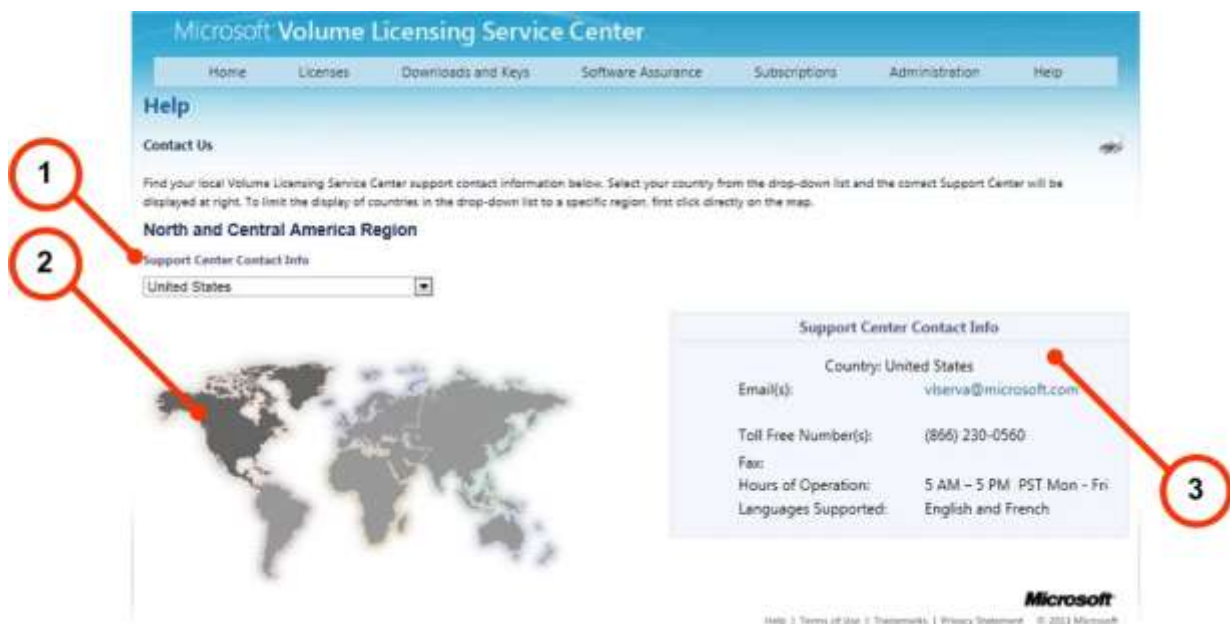 Microsoft Volume Licensing Service Center
Home Licenses Downloads and Keys Software Assurance Subscriptions Administration Help
Help
Contact Us
1
Find your local Volume Licensing Service Center support contact information below. Select your country from the drop-down list and the correct Support Center will be
displayed at right. To limit the display of countries in the drop-down list to a specific region, first click directly on the map.
North and Central America Region
2
Support Center Contact Info
United States
Support Center Contact Info
Country: United States
Email(s): vlserva@microsoft.com
Toll Free Number(s): (866) 230-0560
Fax:
Hours of Operation: 5 AM – 5 PM PST Mon - Fri
3
Languages Supported: English and French
Microsoft
Help | Terms of Use | Trademarks | Privacy Statement © 2011 Microsoft